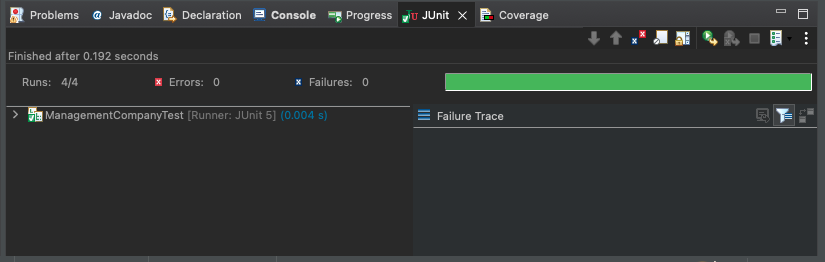 Problems @ Javadoc Declaration Console Progress JUnit Coverage
Finished after 0.192 seconds
Runs: 4/4 Errors: 0 Failures: 0
ManagementCompanyTest [Runner: JUnit 5] (0.004 s)
Failure Trace